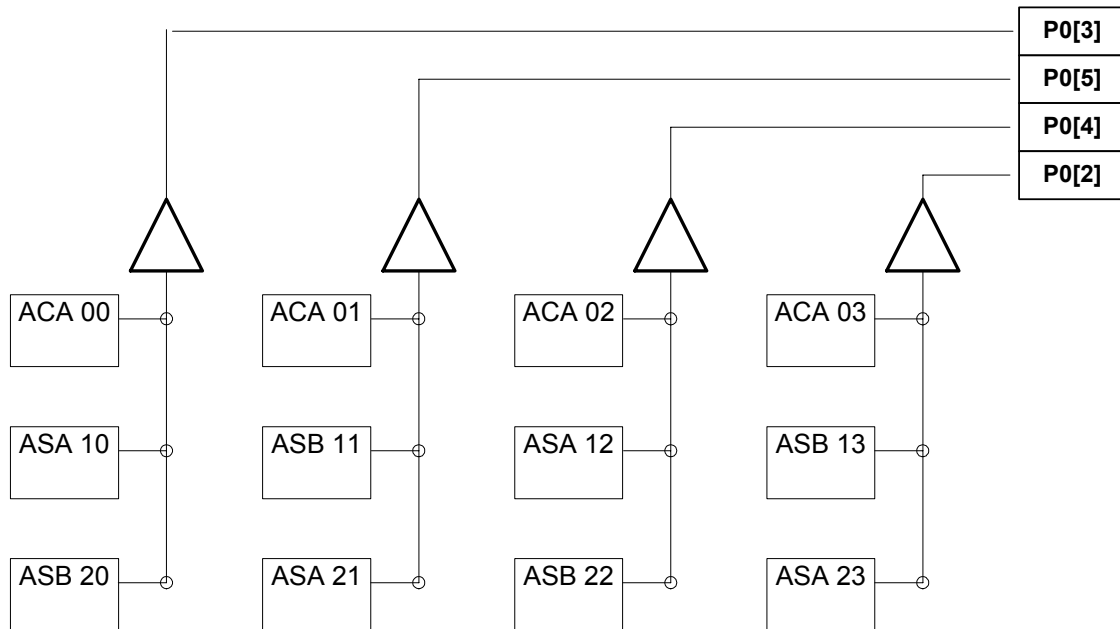 P0[3]
P0[5]
P0[4]
P0[2]
ACA 00
ACA 01
ACA 02
ACA 03
ASA 10
ASB 11
ASA 12
ASB 13
ASB 20
ASA 21
ASB 22
ASA 23